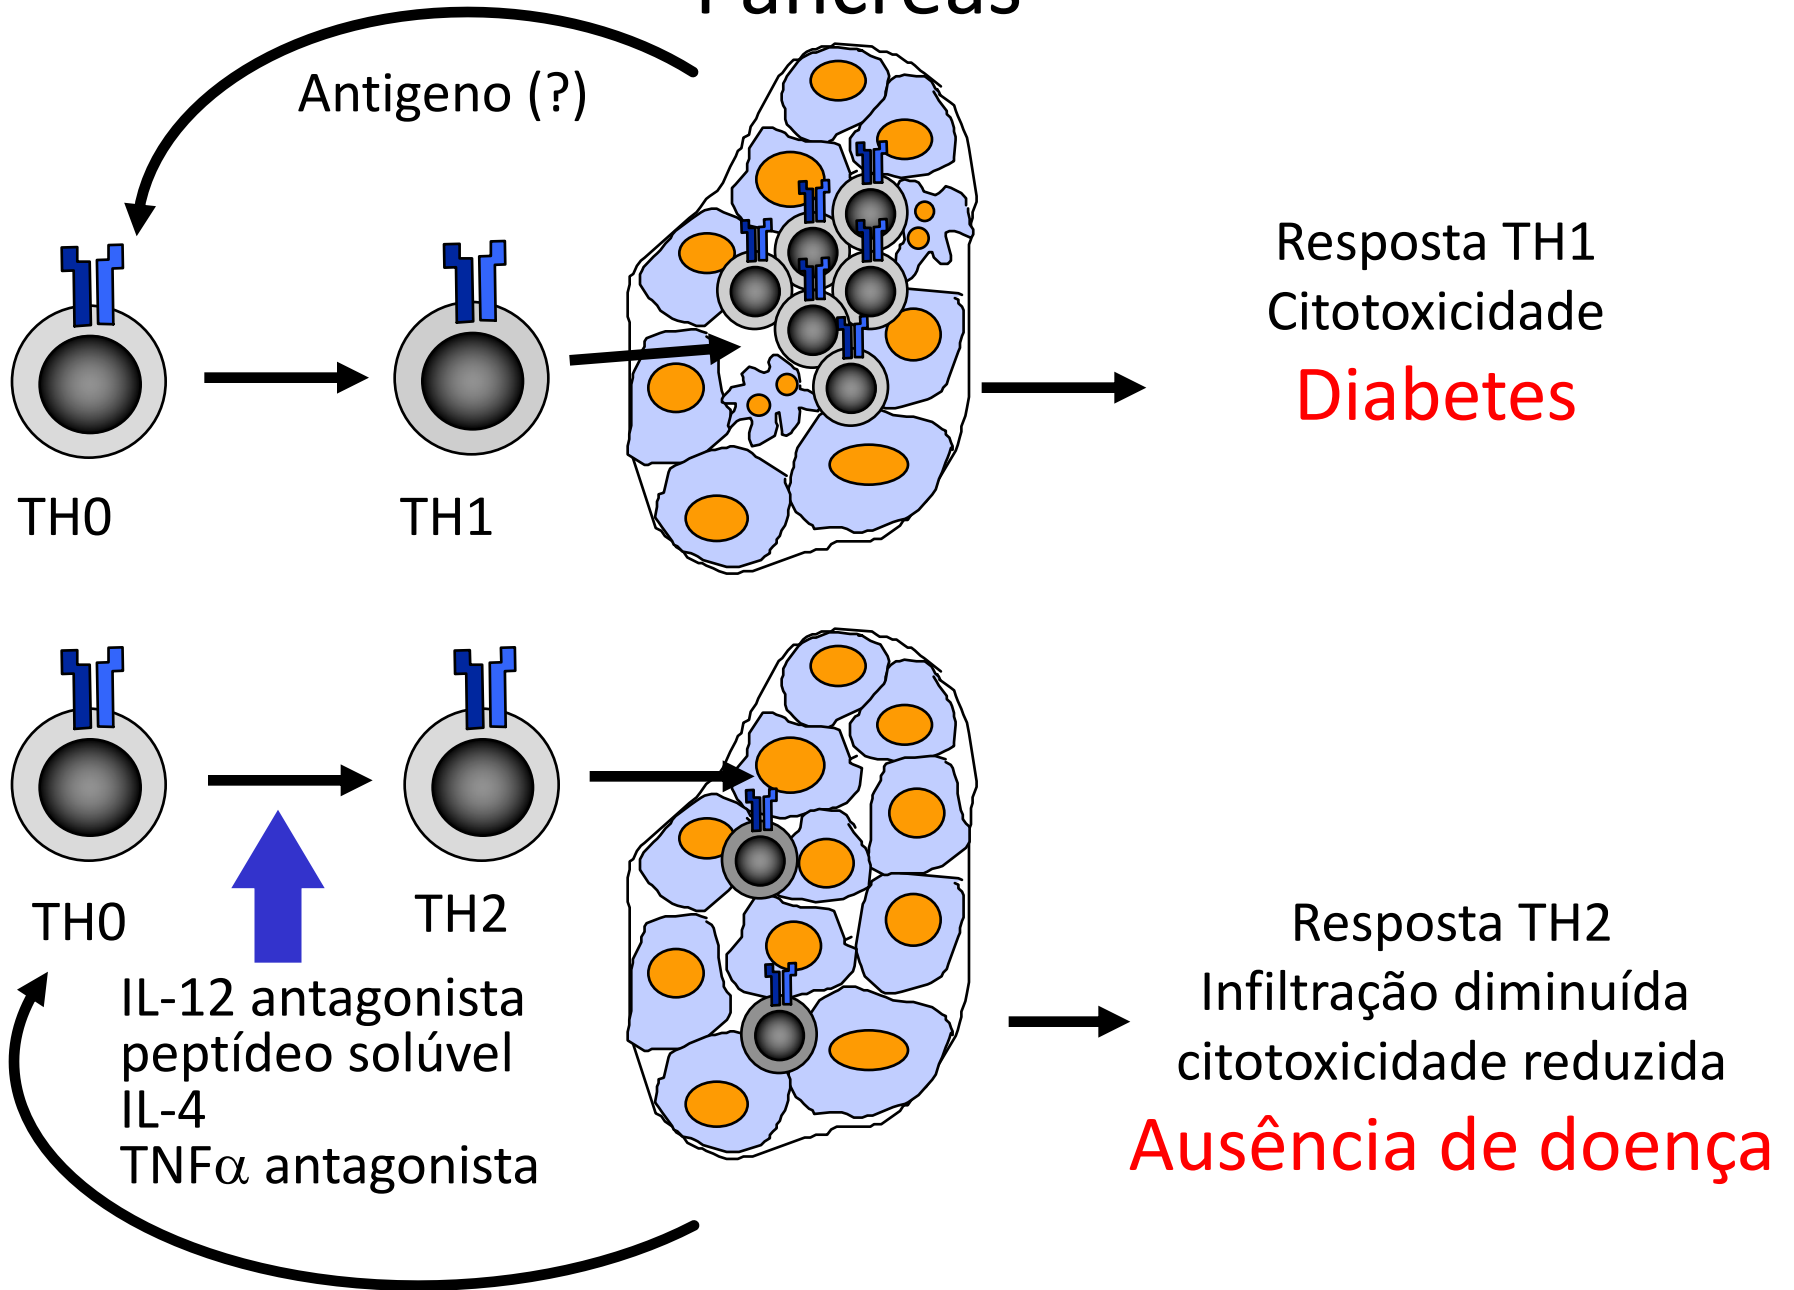 Pâncreas
Antigeno (?)
TH0
TH1
Resposta TH1
Citotoxicidade
Diabetes
TH0
TH2
IL-12 antagonista
peptídeo solúvel
IL-4
TNFα antagonista
Resposta TH2
Infiltração diminuída
citotoxicidade reduzida
Ausência de doença